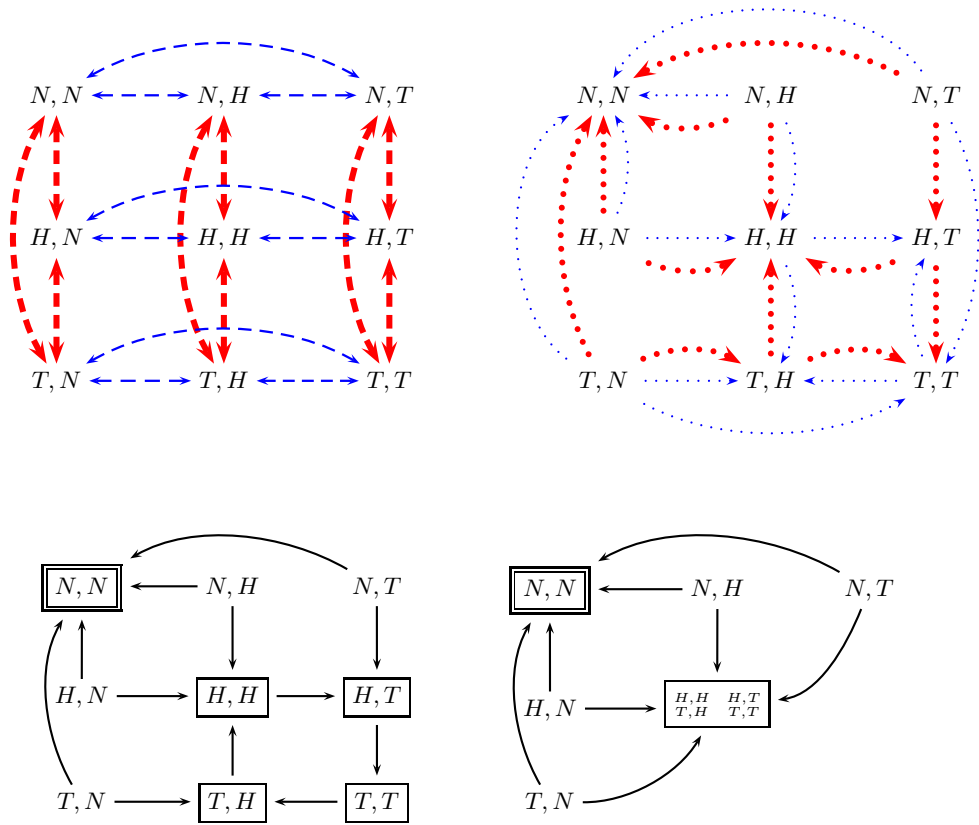 N, N N, H N, T
H, N H, H H, T
T, N T, H T, T
N, N N, H N, T
H, N H, H H, T
T, N T, H T, T
N, N N, H N, T
H, N H, H H, T
T, N T, H T, T
N, N N, H N, T
H, N
H,H H,T
T,H T,T
T, N